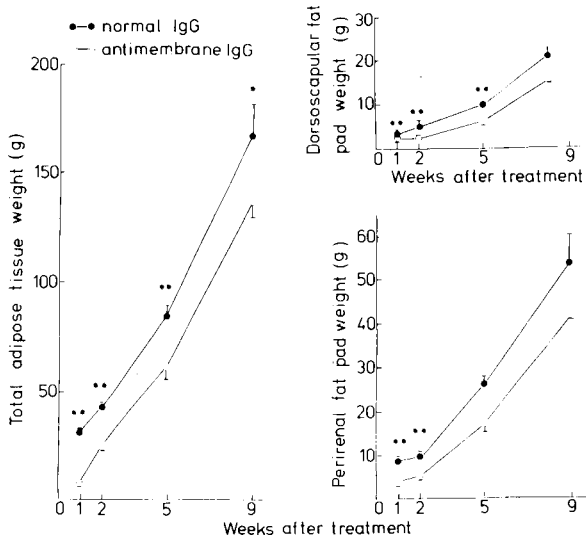 normal IgG
antimembrane IgG
Total adipose tissue weight (g)
200
150
100
50
0 1 2 5 9
Weeks after treatment
Dorsoscapular fat
pad weight (g)
30
20
10
0 1 2 5 9
Weeks after treatment
Perirenal fat pad weight (g)
60
50
40
30
20
10
0 1 2 5 9